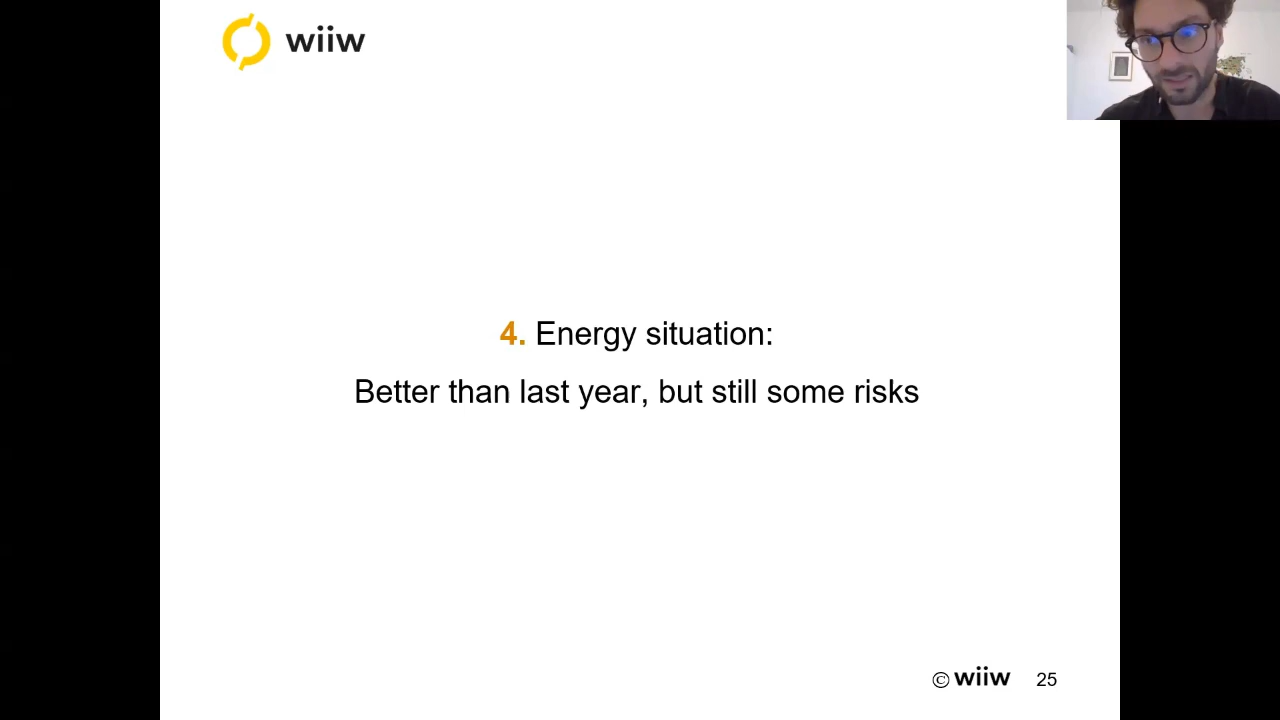 wiiw
4. Energy situation:
Better than last year, but still some risks
© wiiw 25